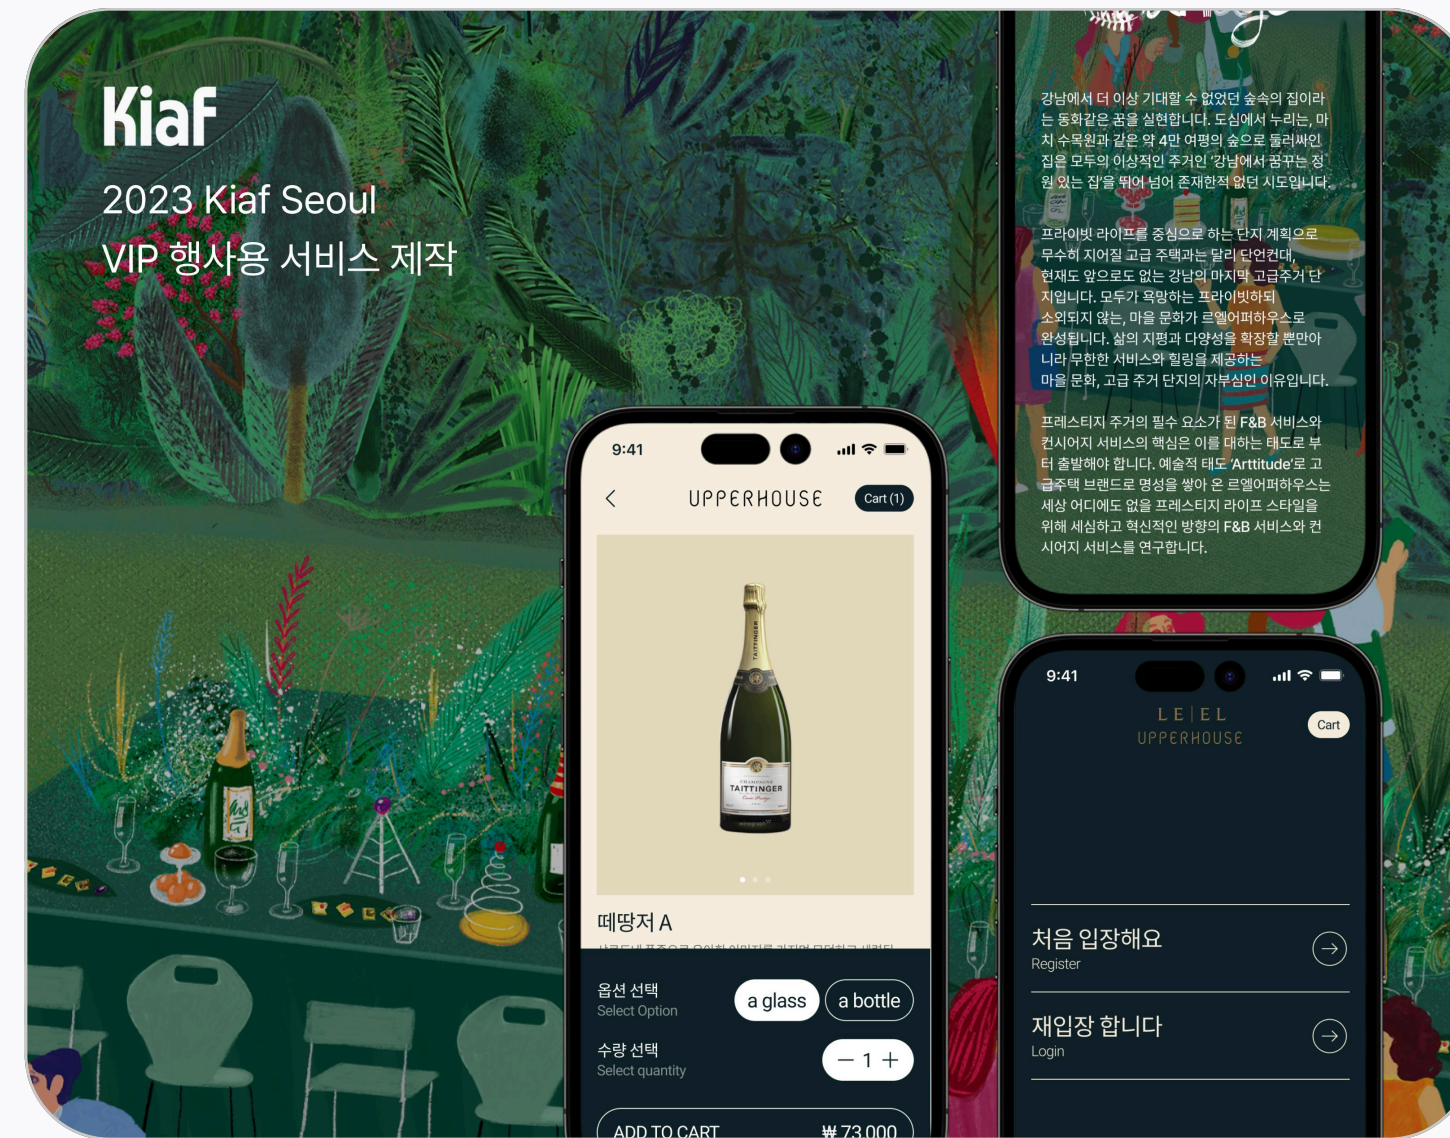 Kiaf
2023 Kiaf Seoul
VIP 행사용 서비스 제작
강남에서 더 이상 기대할 수 없었던 숲속의 집이라
는 동화같은 꿈을 실현합니다. 도심에서 누리는, 마
치 수목원과 같은 약 4만 여평의 숲으로 둘러싸인
집은 모두의 이상적인 주거인 '강남에서 꿈꾸는 정
원 있는 집'을 뛰어 넘어 존재한적 없던 시도입니다.
프라이빗 라이프를 중심으로 하는 단지 계획으로
무수히 지어질 고급 주택과는 달리 단언컨대,
현재도 앞으로도 없는 강남의 마지막 고급주거 단
지입니다. 모두가 욕망하는 프라이빗하되
소외되지 않는, 마을 문화가 르엘어퍼하우스로
완성됩니다. 삶의 지평과 다양성을 확장할 뿐만아
니라 무한한 서비스와 힐링을 제공하는
마을 문화, 고급 주거 단지의 자부심인 이유입니다.
프레스티지 주거의 필수 요소가 된 F&B 서비스와
컨시어지 서비스의 핵심은 이를 대하는 태도로 부
터 출발해야 합니다. 예술적 태도 'Arttitude'로 고
급주택 브랜드로 명성을 쌓아 온 르엘어퍼하우스는
세상 어디에도 없을 프레스티지 라이프 스타일을
위해 세심하고 혁신적인 방향의 F&B 서비스와 컨
시어지 서비스를 연구합니다.
9:41
UPPERHOUSE
Cart (1)
TAITTINGER
CHAMPAGNE
TAITTINGER
떼땅저 A
옵션 선택
Select Option
a glass
a bottle
수량 선택
Select quantity
— 1 +
ADD TO CART ₩ 73,000
9:41
LE|EL
UPPERHOUSE
Cart
처음 입장해요
Register
재입장 합니다
Login